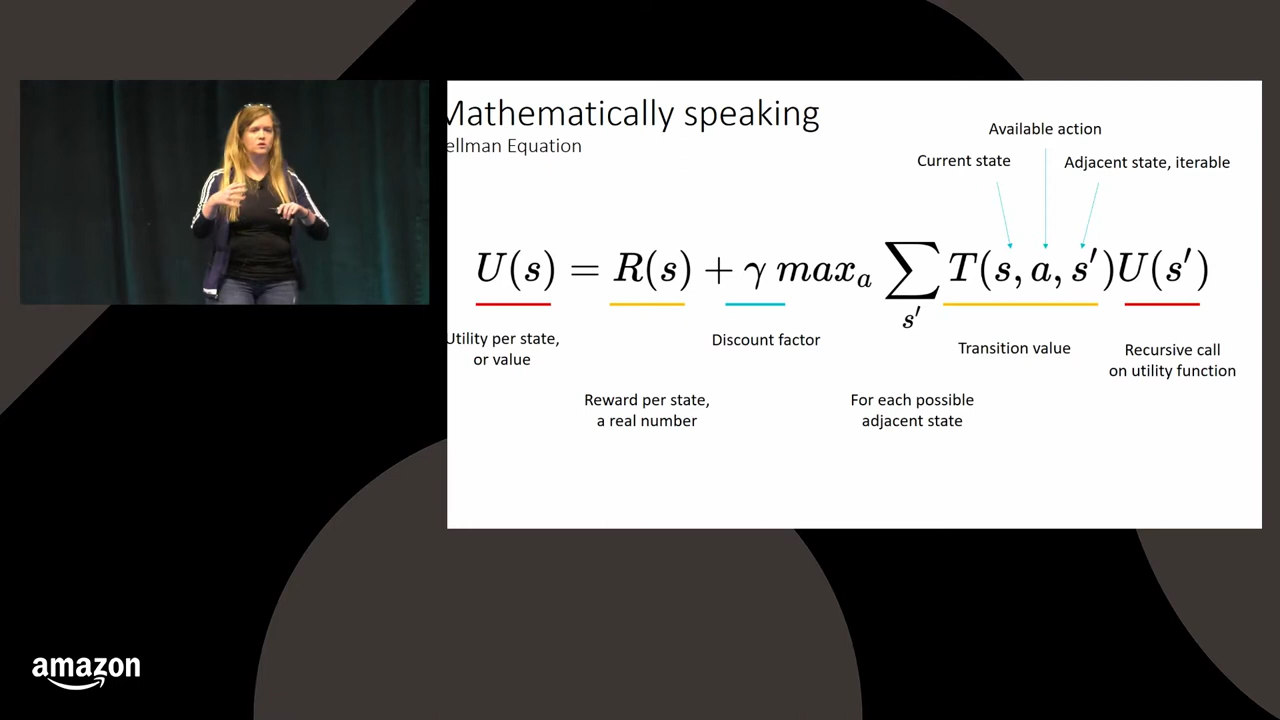 Mathematically speaking
ellman Equation
Available action
Current state
Adjacent state, iterable
U(s) = R(s) + γ max_a ∑_{s′} T(s, a, s′)U(s′)
Utility per state,
or value
Discount factor
Transition value
Recursive call
on utility function
Reward per state,
a real number
For each possible
adjacent state
amazon